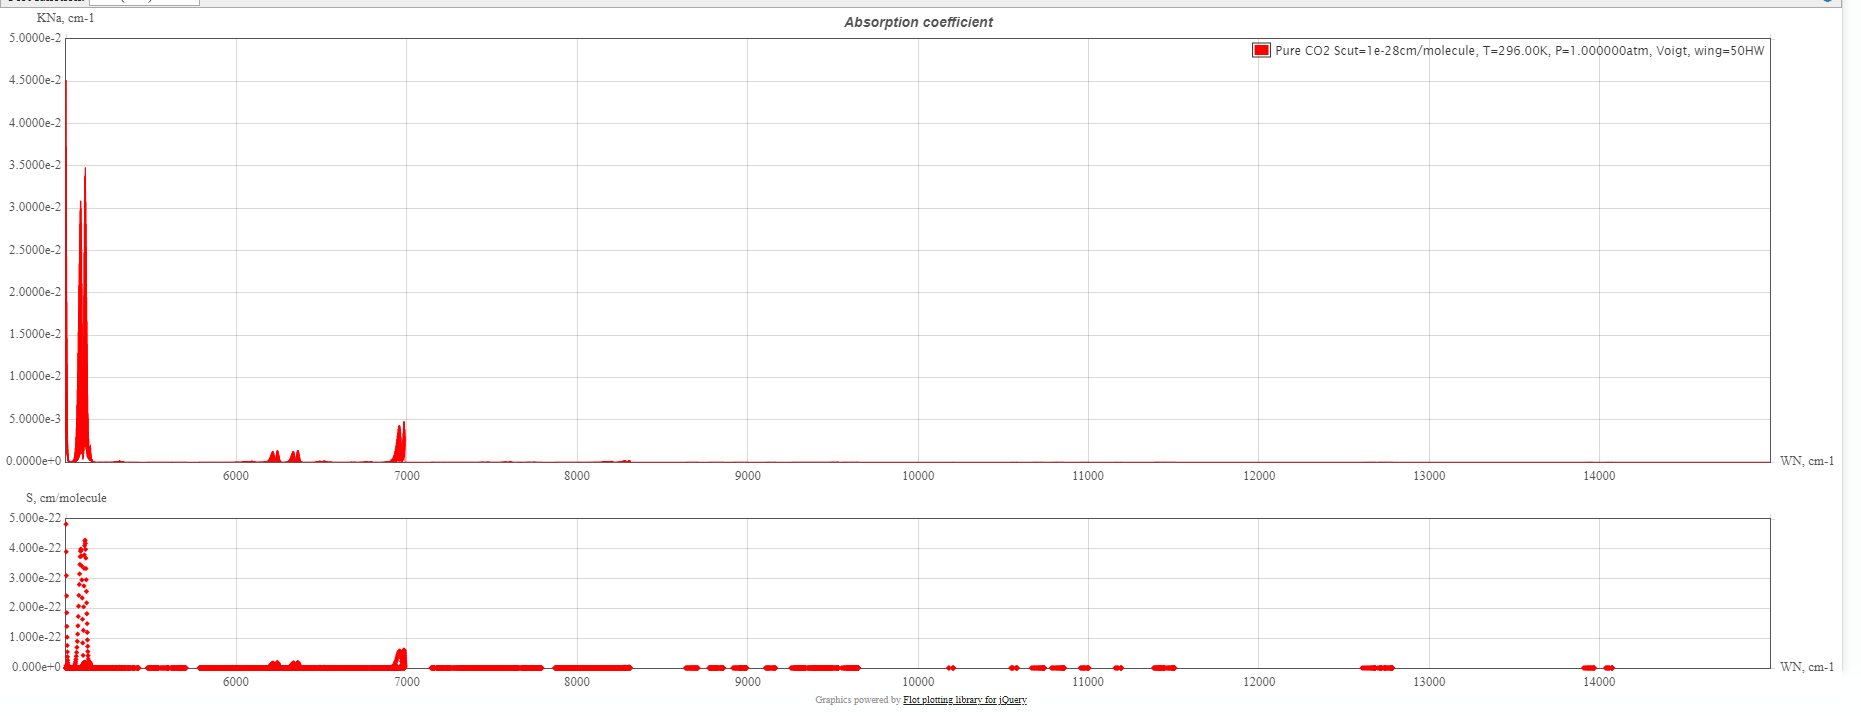 KNa, cm-1
Absorption coefficient
5.0000e-2
Pure CO2 Scut=1e-28cm/molecule, T=296.00K, P=1.000000atm, Voigt, wing=50HW
4.5000e-2
4.0000e-2
3.5000e-2
3.0000e-2
2.5000e-2
2.0000e-2
1.5000e-2
1.0000e-2
5.0000e-3
0.0000e+0
WN, cm-1
6000 7000 8000 9000 10000 11000 12000 13000 14000
S, cm/molecule
5.000e-22
4.000e-22
3.000e-22
2.000e-22
1.000e-22
0.000e+0
WN, cm-1
6000 7000 8000 9000 10000 11000 12000 13000 14000
Graphics powered by Flot plotting library for jQuery